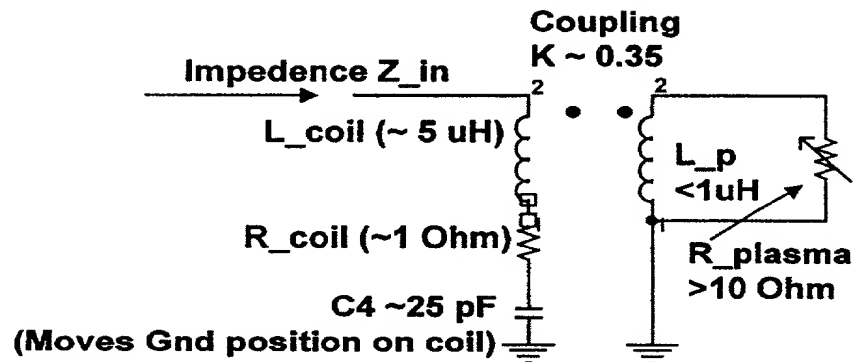 Coupling
K ~ 0.35
Impedence Z_in
2
2
L_coil (~ 5 uH)
L_p
<1uH
1
1
R_coil (~1 Ohm)
R_plasma
>10 Ohm
C4 ~25 pF
(Moves Gnd position on coil)